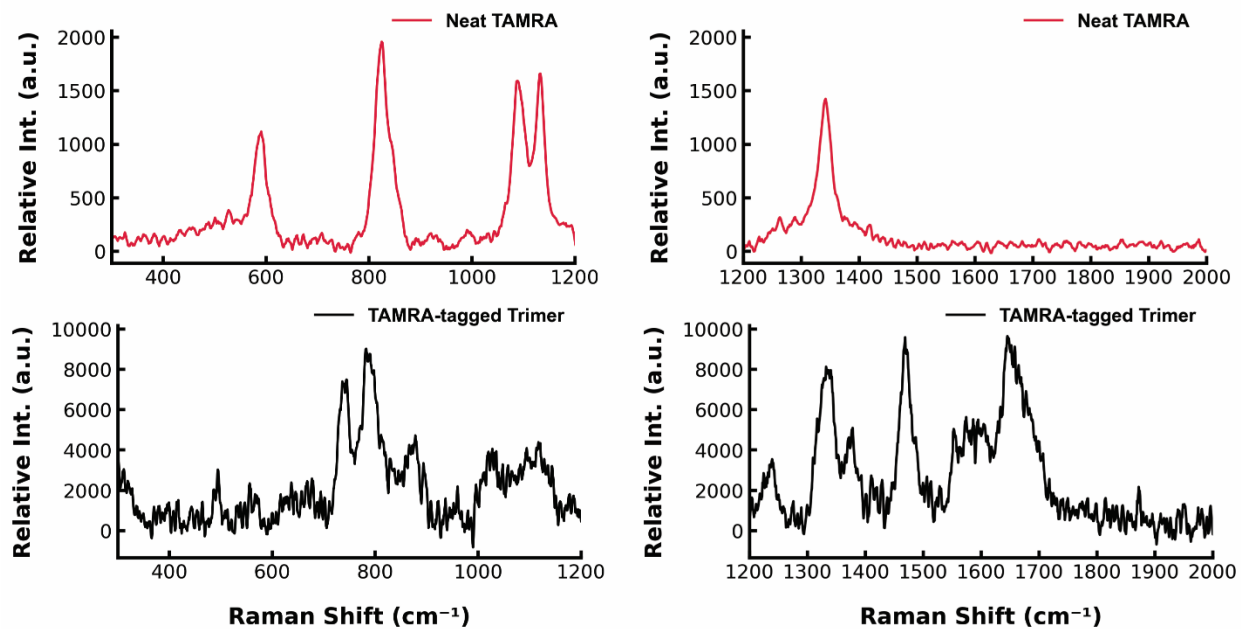 Neat TAMRA
Relative Int. (a.u.)
2000
1500
1000
500
0
400 600 800 1000 1200
Neat TAMRA
Relative Int. (a.u.)
2000
1500
1000
500
0
1200 1300 1400 1500 1600 1700 1800 1900 2000
TAMRA-tagged Trimer
Relative Int. (a.u.)
10000
8000
6000
4000
2000
0
400 600 800 1000 1200
Raman Shift (cm⁻¹)
TAMRA-tagged Trimer
Relative Int. (a.u.)
10000
8000
6000
4000
2000
0
1200 1300 1400 1500 1600 1700 1800 1900 2000
Raman Shift (cm⁻¹)